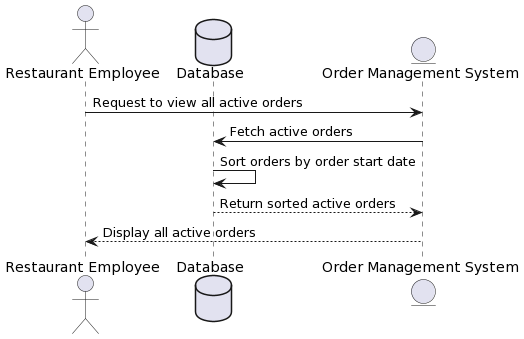 Restaurant Employee
Database
Order Management System
Request to view all active orders
Fetch active orders
Sort orders by order start date
Return sorted active orders
Display all active orders
Restaurant Employee
Database
Order Management System